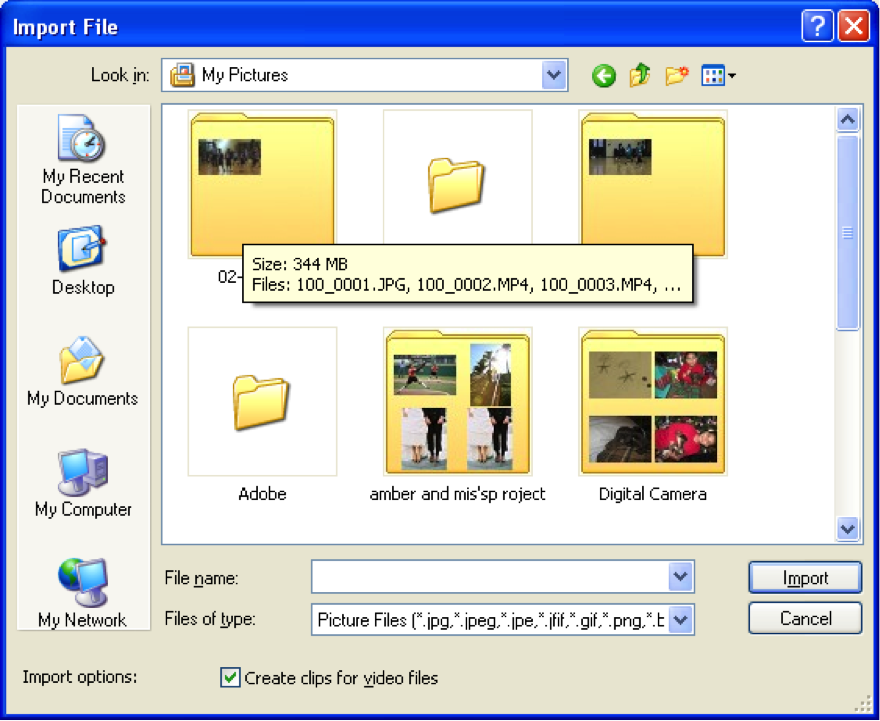 Import File
Look in:
My Pictures
My Recent
Documents
Desktop
My Documents
My Computer
My Network
02-
Size: 344 MB
Files: 100_0001.JPG, 100_0002.MP4, 100_0003.MP4, ...
Adobe
amber and mis'sp roject
Digital Camera
File name:
Import
Files of type:
Picture Files (*.jpg,*.jpeg,*.jpe,*.jfif,*.gif,*.png,*.b
Cancel
Import options:
Create clips for video files